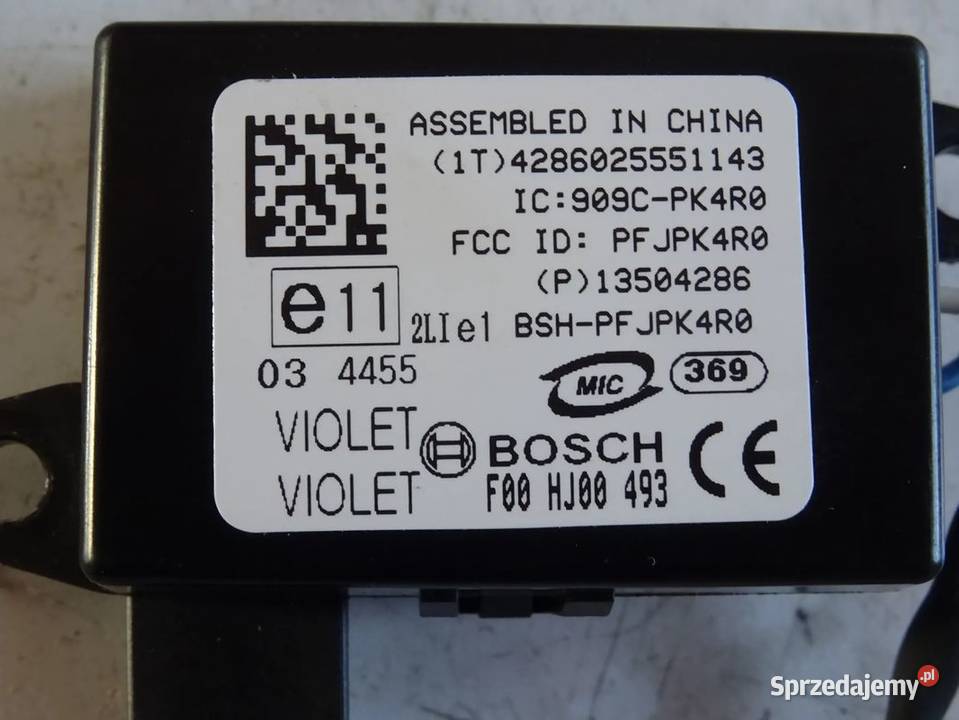 ASSEMBLED IN CHINA
(1T)4286025551143
IC:909C-PK4R0
FCC ID: PFJPK4R0
(P)13504286
e11
2LIe1 BSH-PFJPK4R0
03 4455
MIC 369
VIOLET
BOSCH CE
VIOLET
F00 HJ00 493
Sprzedajemy.pl